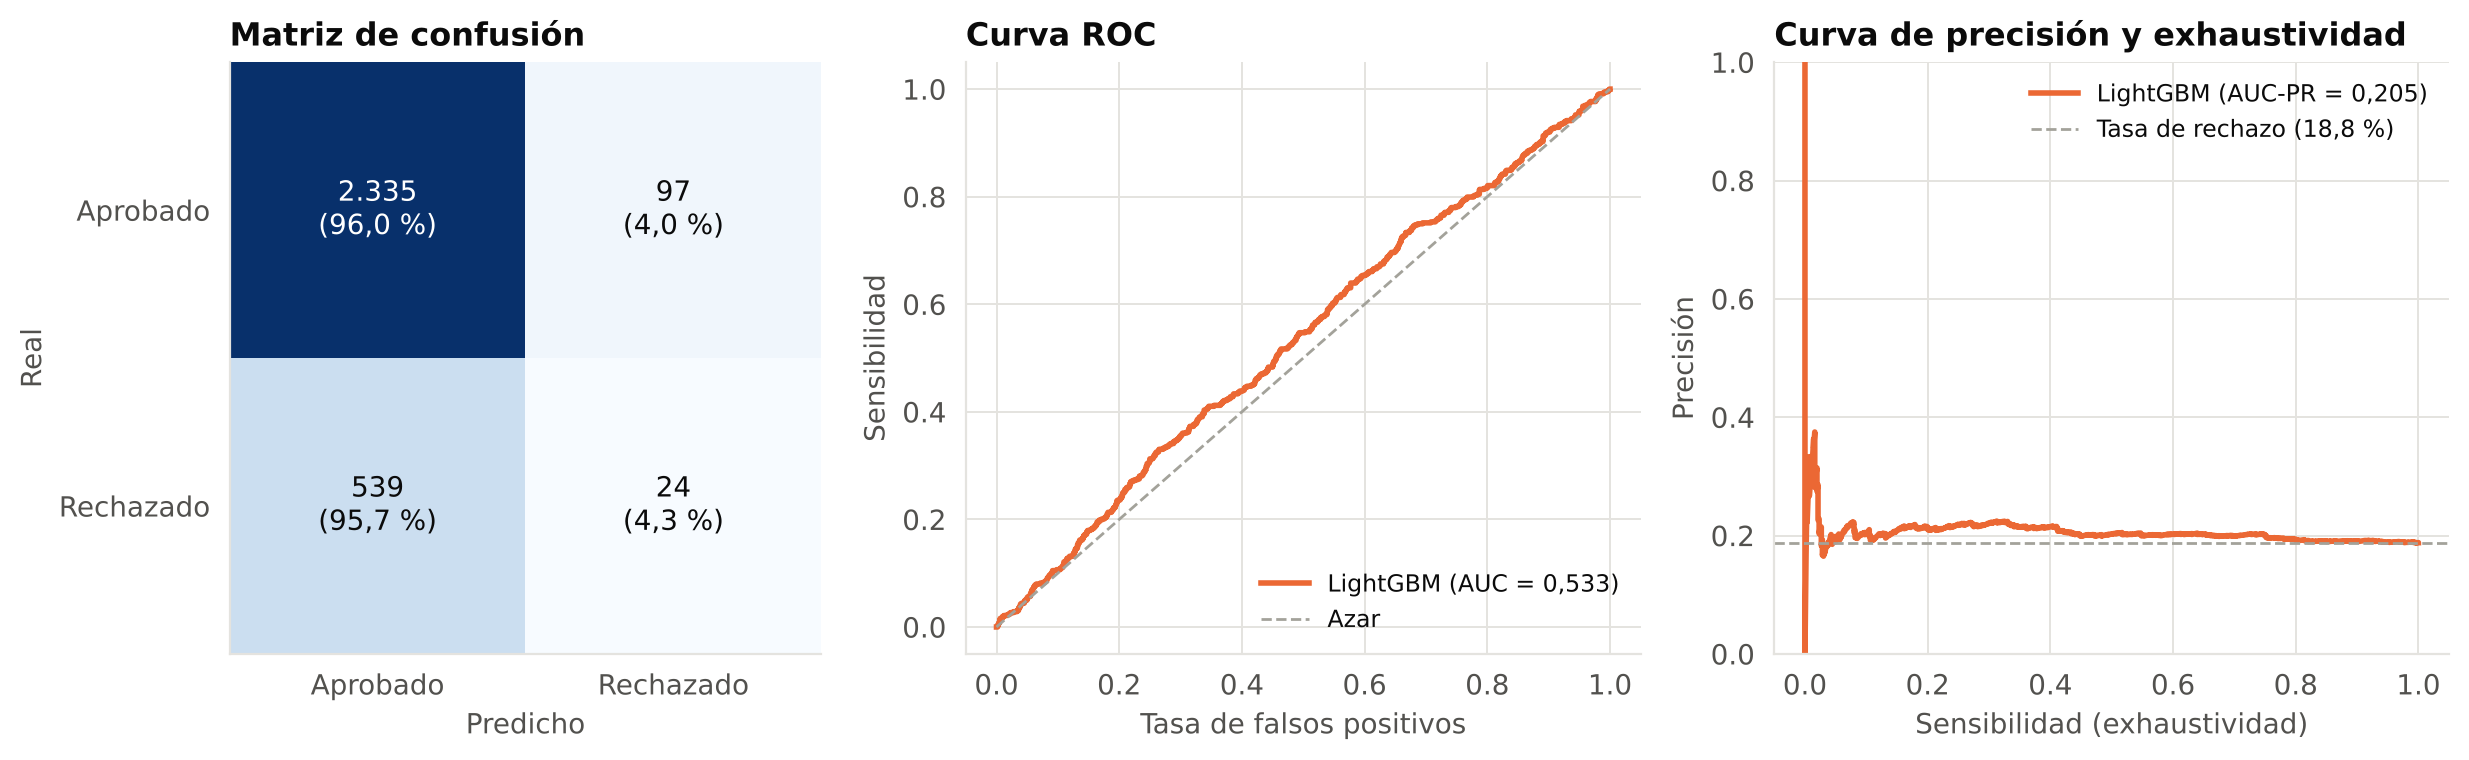 Matriz de confusión
Real
Aprobado
Rechazado
2.335
(96,0 %)
97
(4,0 %)
539
(95,7 %)
24
(4,3 %)
Aprobado
Rechazado
Predicho
Curva ROC
Sensibilidad
1.0
0.8
0.6
0.4
0.2
0.0
LightGBM (AUC = 0,533)
Azar
0.0
0.2
0.4
0.6
0.8
1.0
Tasa de falsos positivos
Curva de precisión y exhaustividad
Precisión
1.0
0.8
0.6
0.4
0.2
0.0
LightGBM (AUC-PR = 0,205)
Tasa de rechazo (18,8 %)
0.0
0.2
0.4
0.6
0.8
1.0
Sensibilidad (exhaustividad)